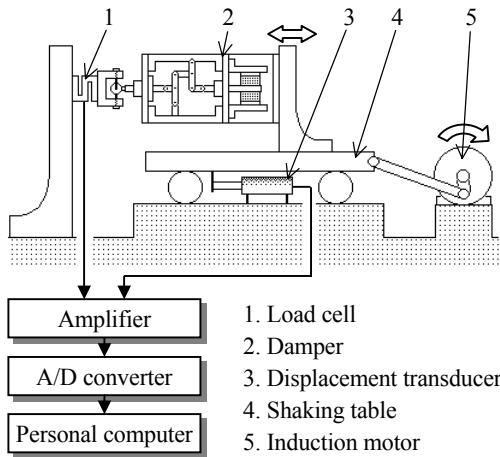 1 2 3 4 5
Amplifier
A/D converter
Personal computer
1. Load cell
2. Damper
3. Displacement transducer
4. Shaking table
5. Induction motor